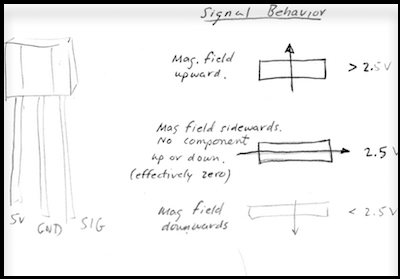 Signal Behavior
Mag. field
upward.
> 2.5V
Mag field sidewards.
No component
up or down.
(effectively zero)
2.5V
Mag field
downwards
< 2.5V
5V
GND
SIG